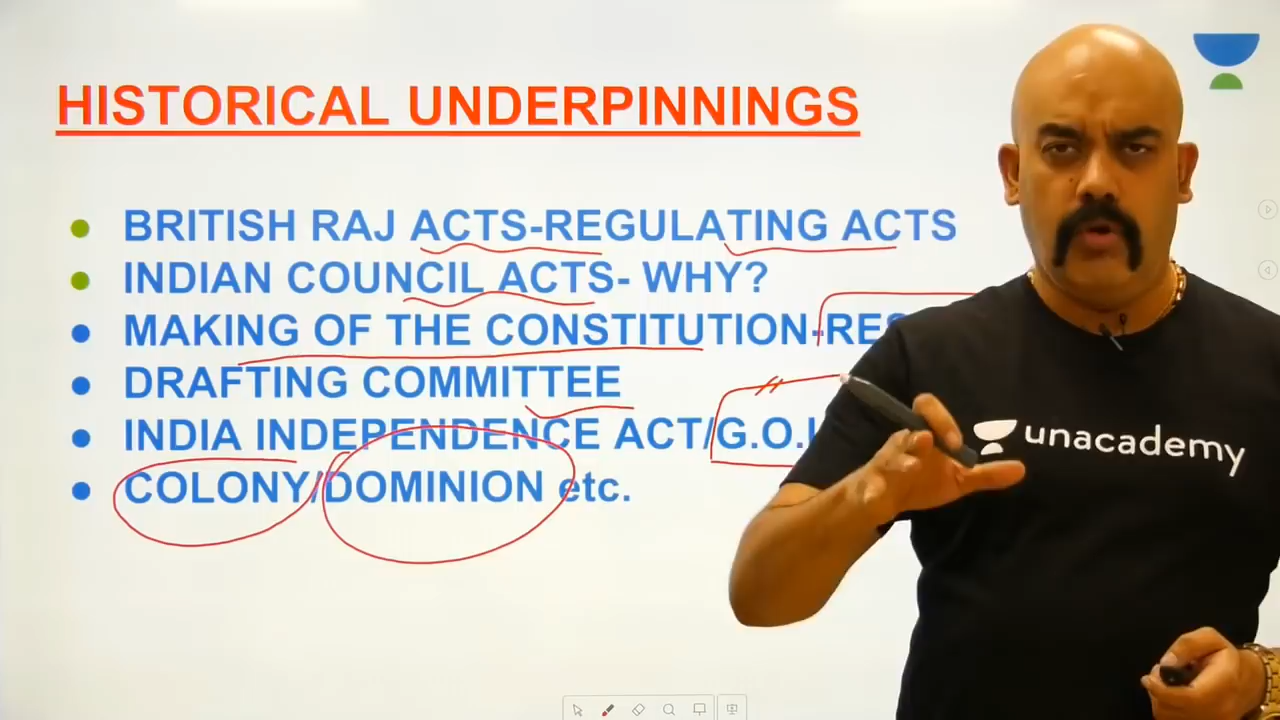 HISTORICAL UNDERPINNINGS
BRITISH RAJ ACTS-REGULATING ACTS
INDIAN COUNCIL ACTS- WHY?
MAKING OF THE CONSTITUTION-RES
DRAFTING COMMITTEE
INDIA INDEPENDENCE ACT/G.O.I
COLONY/DOMINION etc.
unacademy